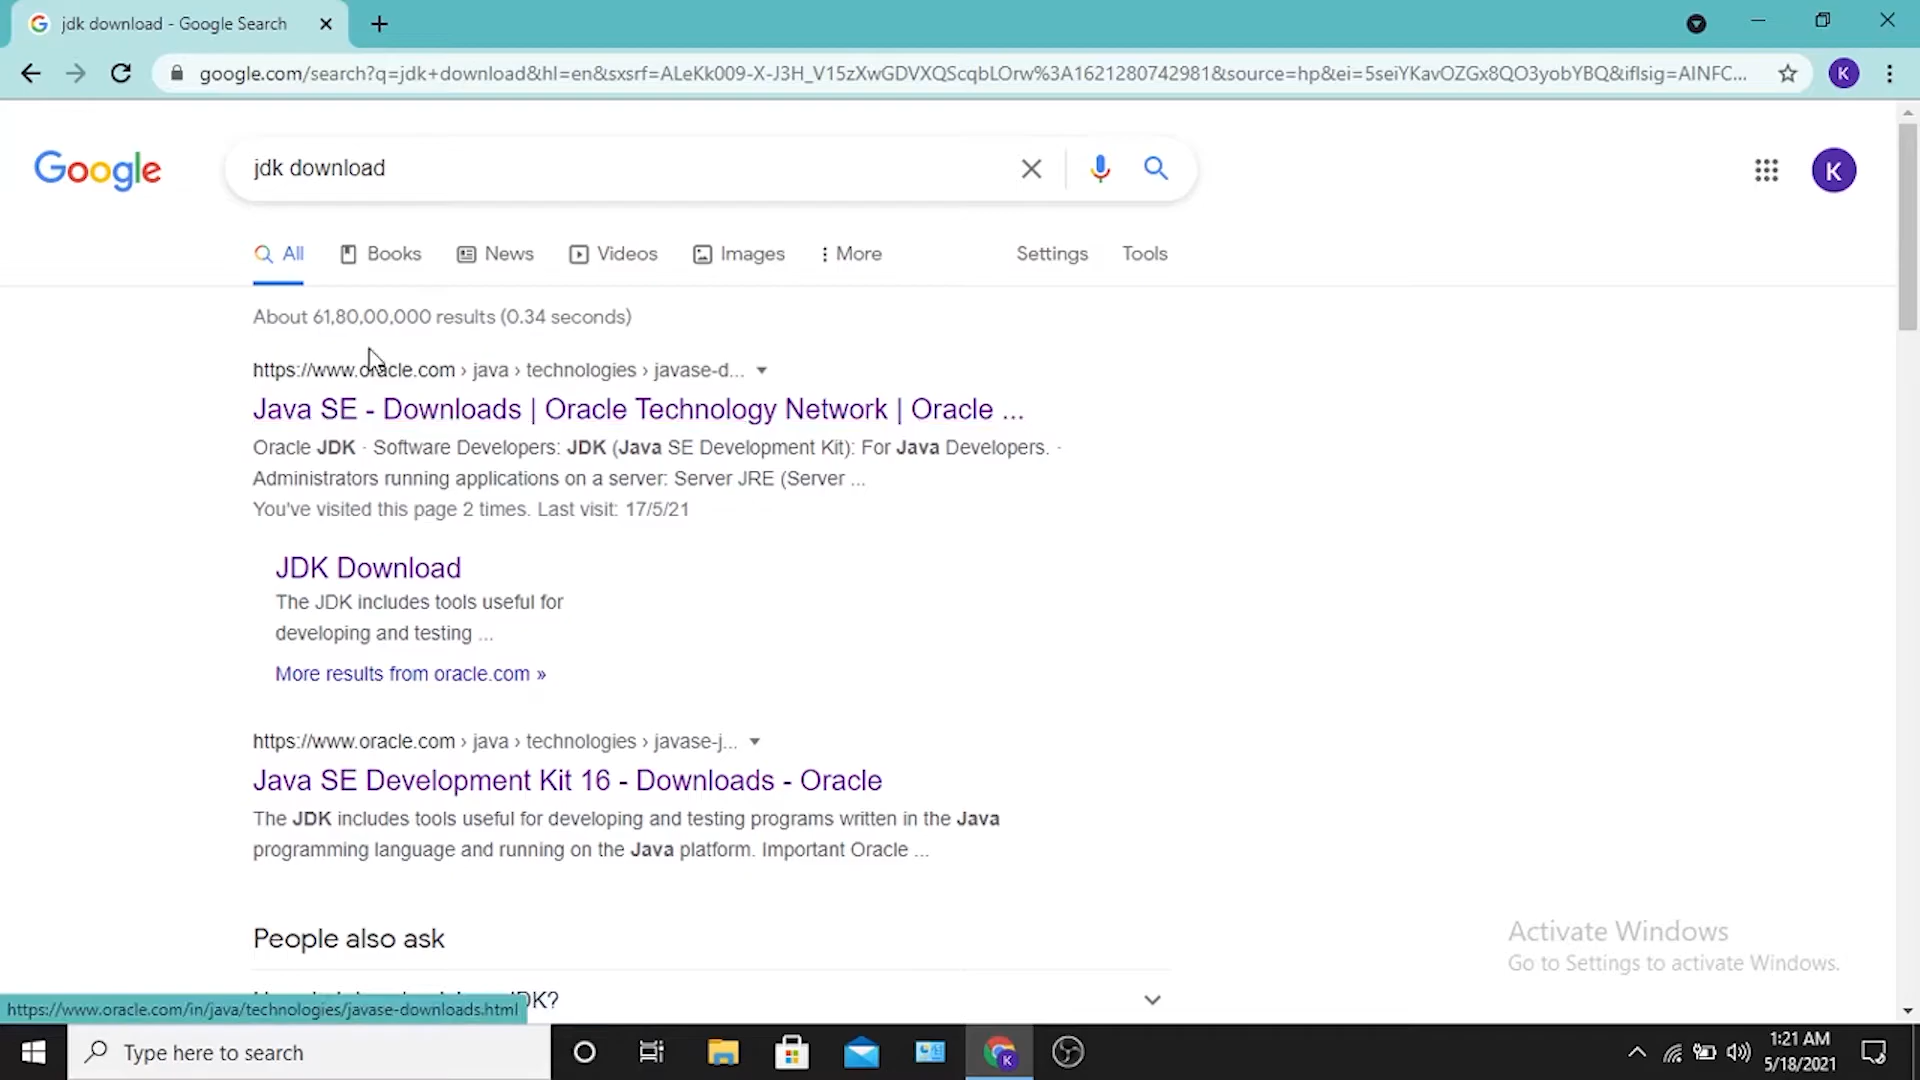 jdk download - Google Search
google.com/search?q=jdk+download&hl=en&sxsrf=ALeKk009-X-J3H_V15zXwGDVXQScqbLOrw%3A1621280742981&source=hp&ei=5seiYKavOZGx8QO3yobYBQ&iflsig=AINFC...
K
Google
jdk download
K
All
Books
News
Videos
Images
More
Settings
Tools
About 61,80,00,000 results (0.34 seconds)
https://www.oracle.com › java › technologies › javase-d...
Java SE - Downloads | Oracle Technology Network | Oracle ...
Oracle JDK · Software Developers: JDK (Java SE Development Kit): For Java Developers. ·
Administrators running applications on a server: Server JRE (Server ...
You've visited this page 2 times. Last visit: 17/5/21
JDK Download
The JDK includes tools useful for
developing and testing ...
More results from oracle.com »
https://www.oracle.com › java › technologies › javase-j...
Java SE Development Kit 16 - Downloads - Oracle
The JDK includes tools useful for developing and testing programs written in the Java
programming language and running on the Java platform. Important Oracle ...
People also ask
DK?
Activate Windows
Go to Settings to activate Windows.
https://www.oracle.com/in/java/technologies/javase-downloads.html
Type here to search
K
1:21 AM
5/18/2021